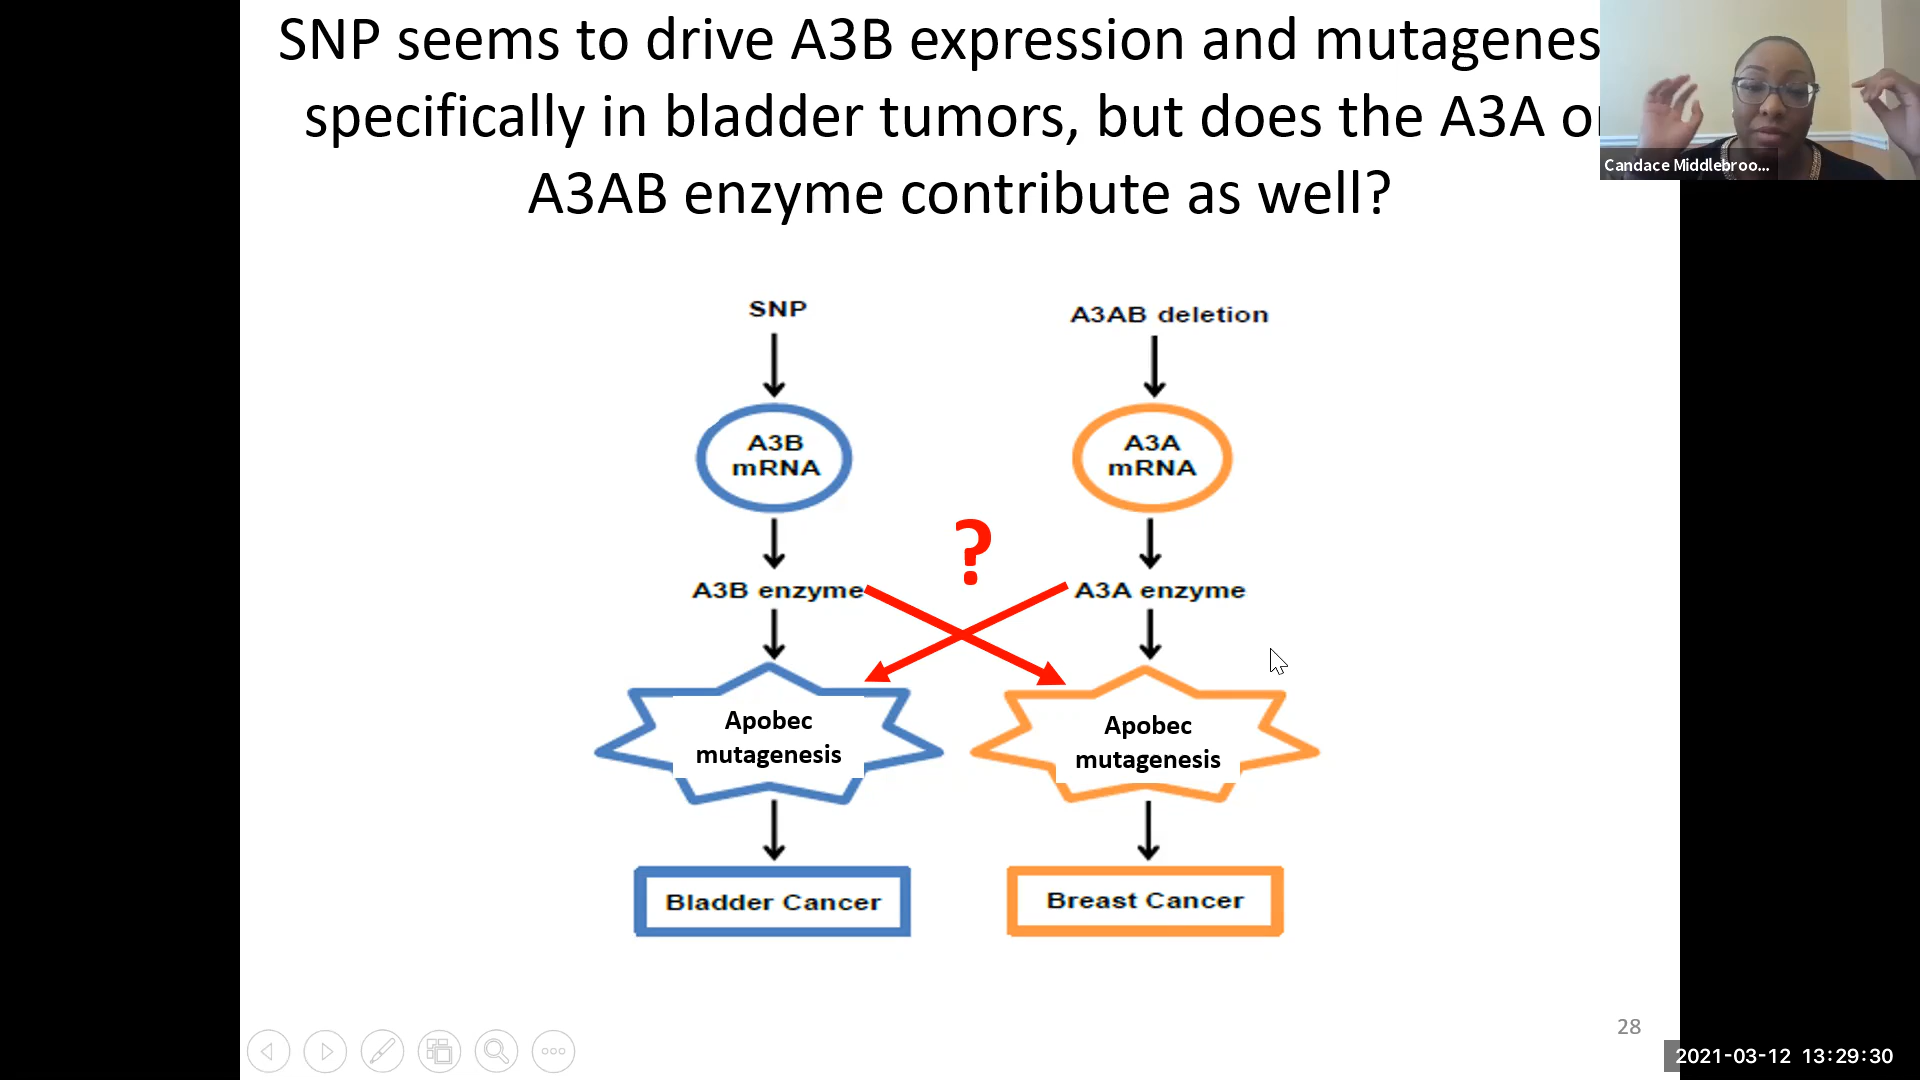 SNP seems to drive A3B expression and mutagenes
specifically in bladder tumors, but does the A3A o
A3AB enzyme contribute as well?
Candace Middlebroo...
SNP
A3AB deletion
A3B
mRNA
A3A
mRNA
?
A3B enzyme
A3A enzyme
Apobec
mutagenesis
Apobec
mutagenesis
Bladder Cancer
Breast Cancer
28
2021-03-12 13:29:30